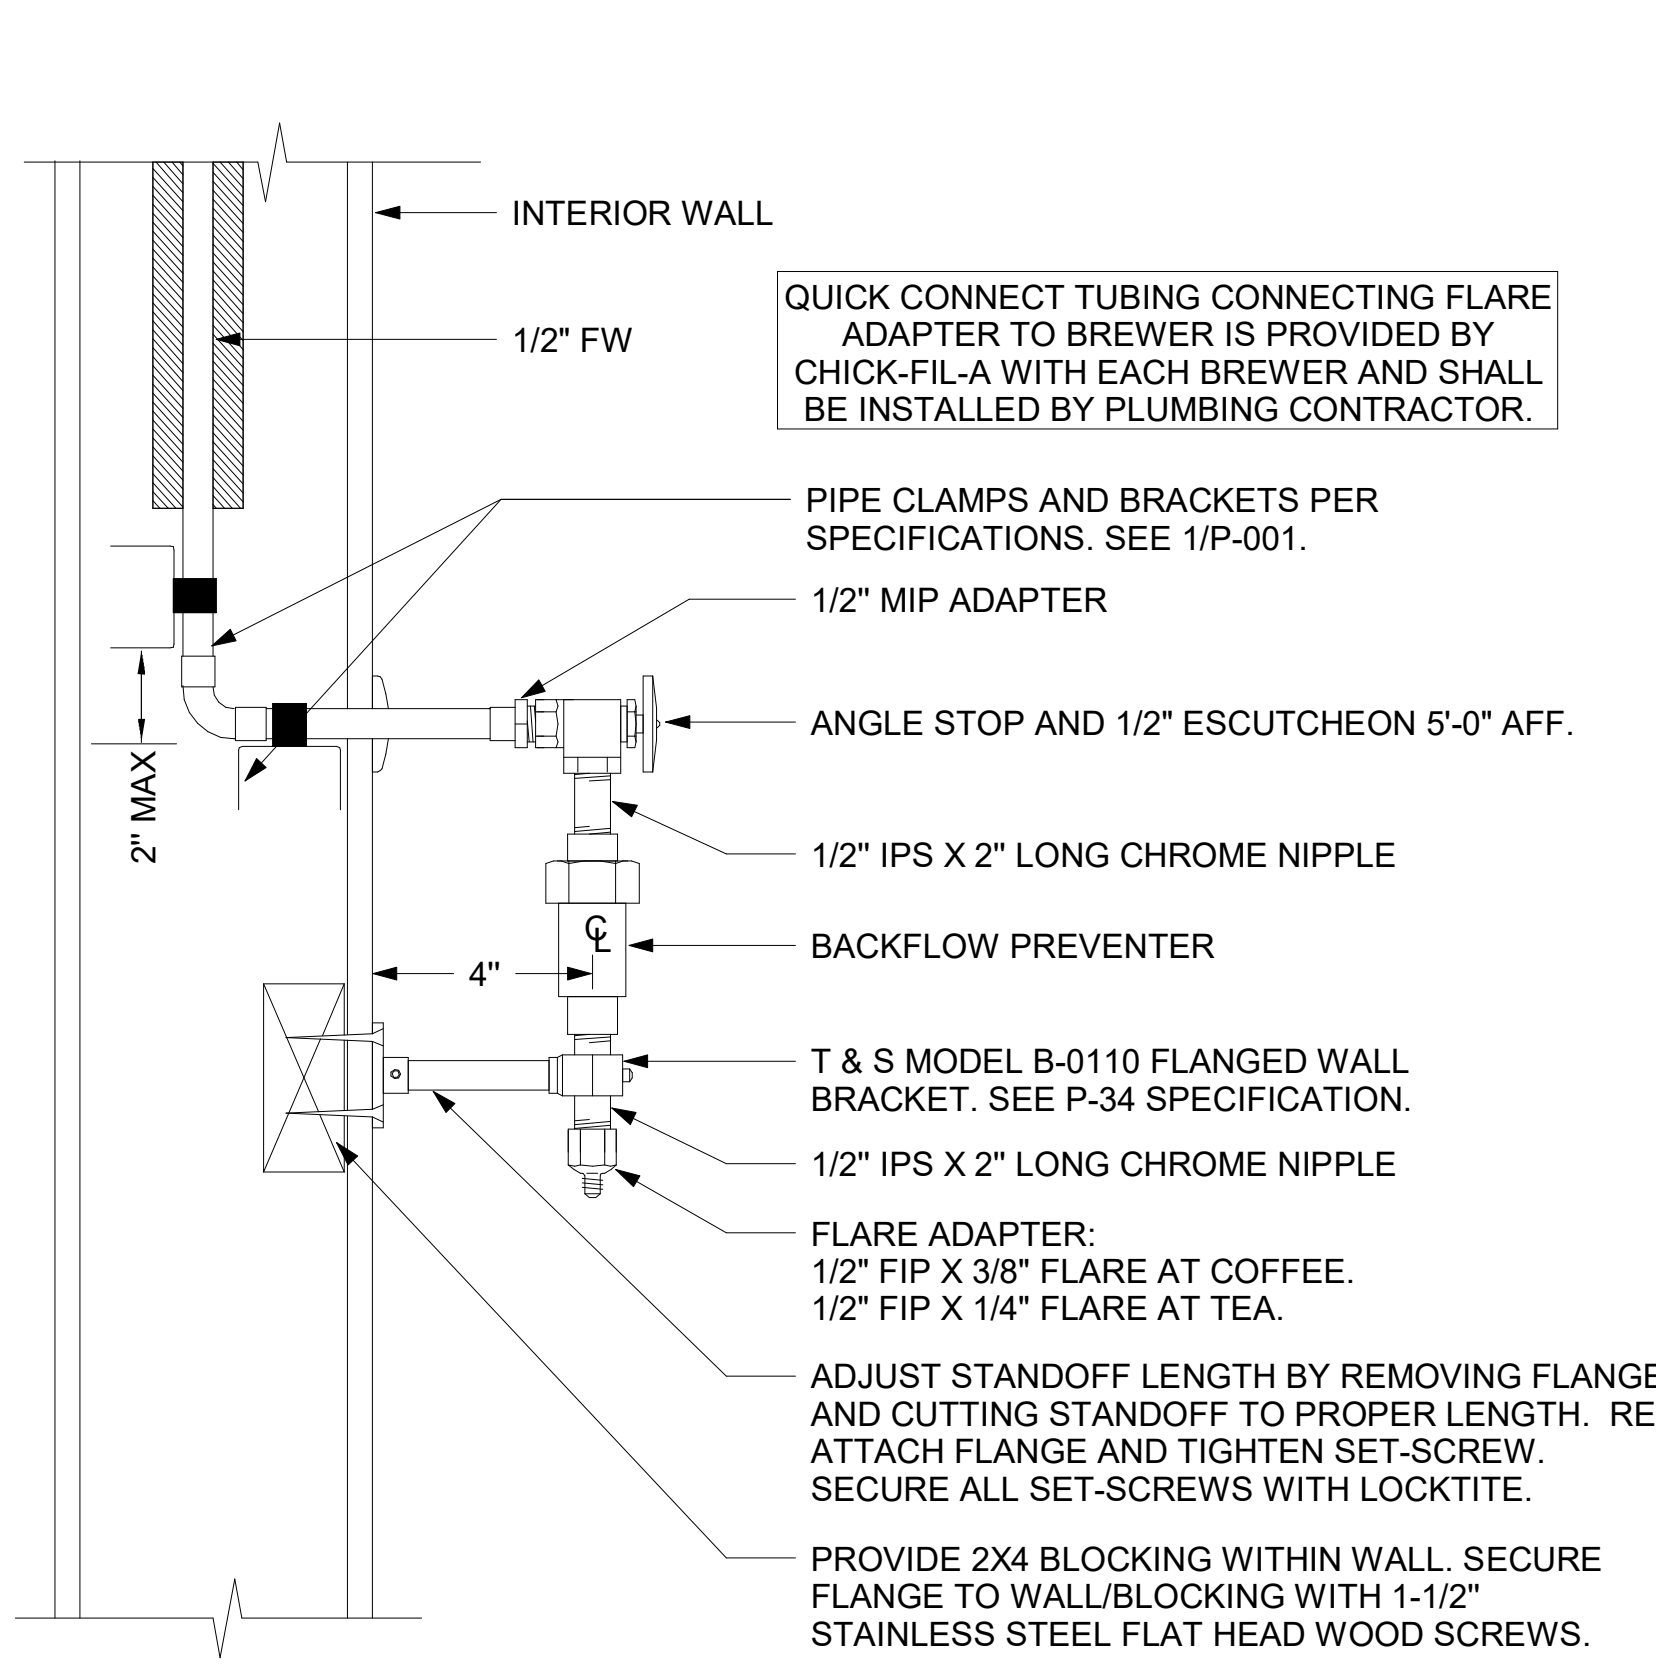 INTERIOR WALL
QUICK CONNECT TUBING CONNECTING FLARE
ADAPTER TO BREWER IS PROVIDED BY
CHICK-FIL-A WITH EACH BREWER AND SHALL
BE INSTALLED BY PLUMBING CONTRACTOR.
1/2" FW
PIPE CLAMPS AND BRACKETS PER
SPECIFICATIONS. SEE 1/P-001.
1/2" MIP ADAPTER
ANGLE STOP AND 1/2" ESCUTCHEON 5'-0" AFF.
2" MAX
1/2" IPS X 2" LONG CHROME NIPPLE
℄
BACKFLOW PREVENTER
4"
T & S MODEL B-0110 FLANGED WALL
BRACKET. SEE P-34 SPECIFICATION.
1/2" IPS X 2" LONG CHROME NIPPLE
FLARE ADAPTER:
1/2" FIP X 3/8" FLARE AT COFFEE.
1/2" FIP X 1/4" FLARE AT TEA.
ADJUST STANDOFF LENGTH BY REMOVING FLANGE
AND CUTTING STANDOFF TO PROPER LENGTH. RE
ATTACH FLANGE AND TIGHTEN SET-SCREW.
SECURE ALL SET-SCREWS WITH LOCKTITE.
PROVIDE 2X4 BLOCKING WITHIN WALL. SECURE
FLANGE TO WALL/BLOCKING WITH 1-1/2"
STAINLESS STEEL FLAT HEAD WOOD SCREWS.